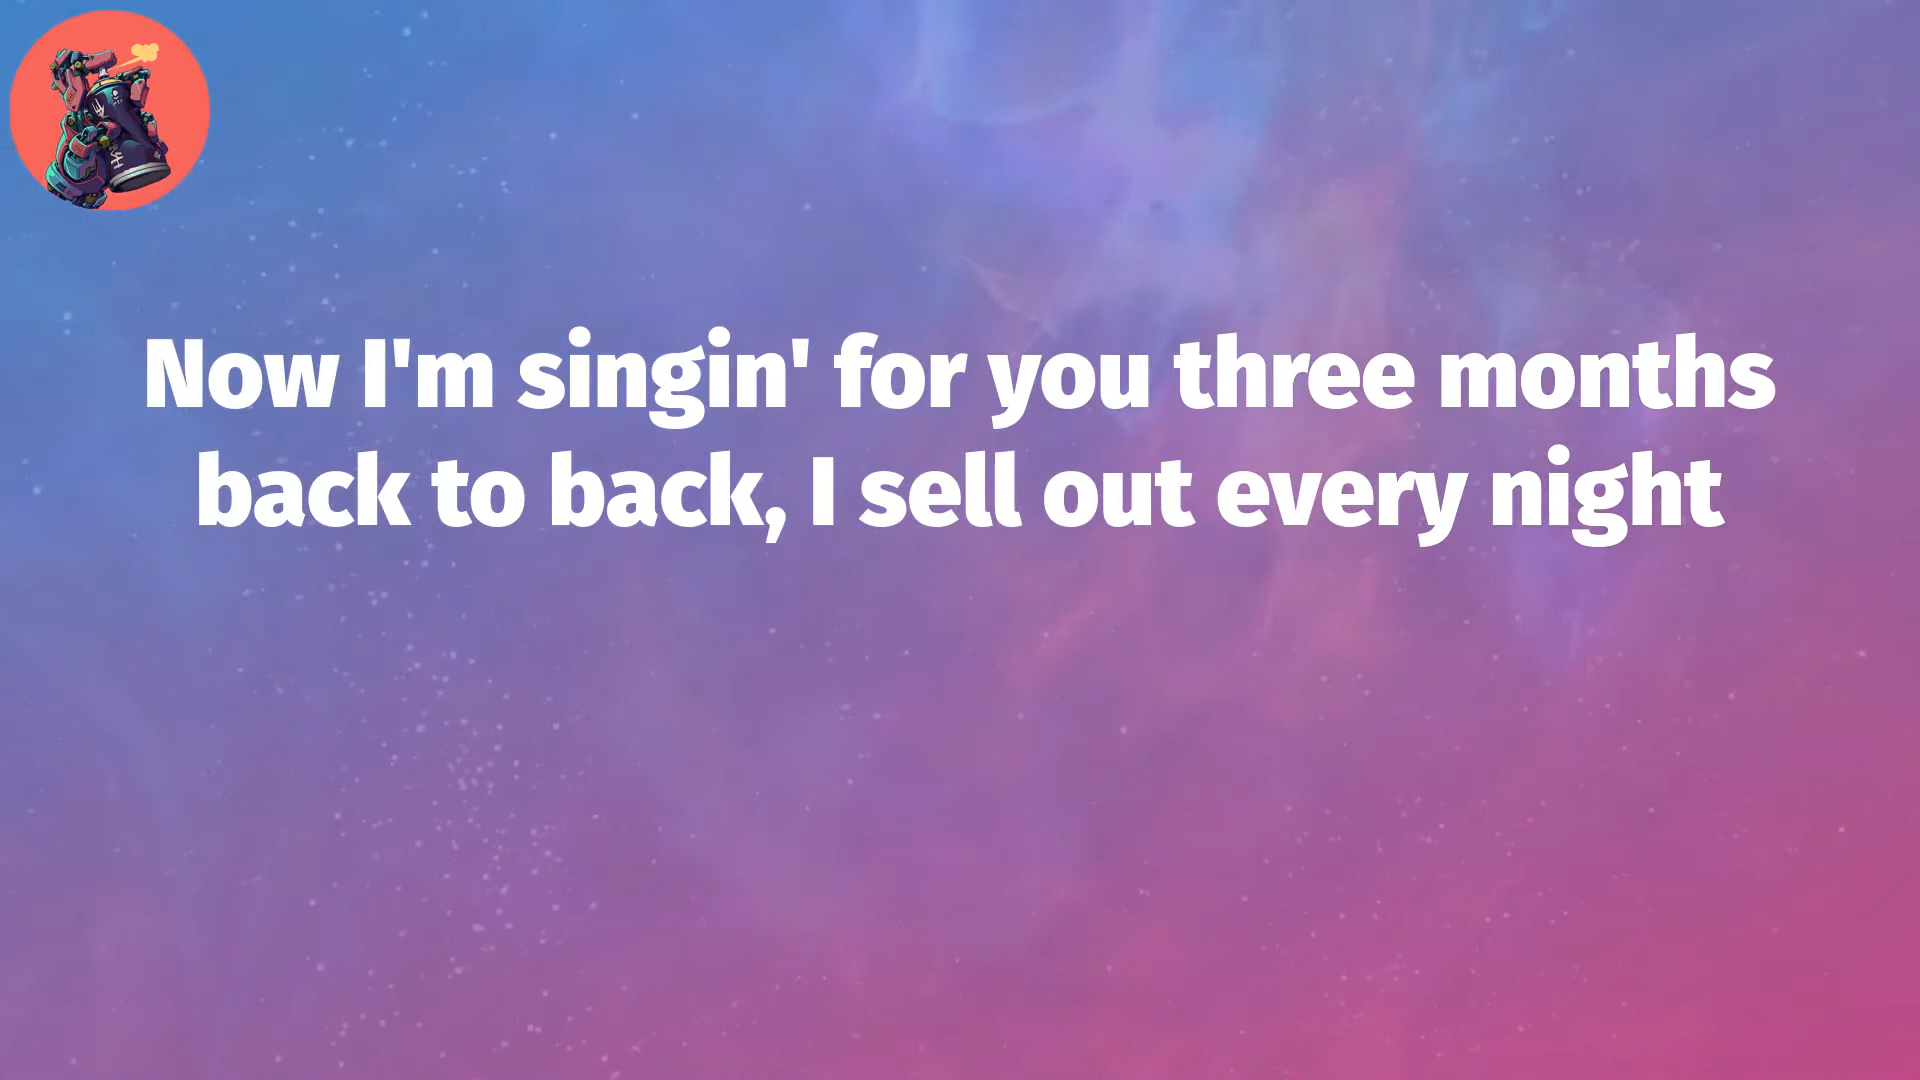 Now I'm singin' for you three months
back to back, I sell out every night